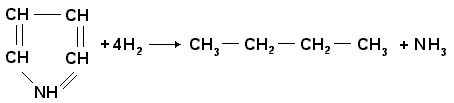 CH CH
CH CH + 4H₂ → CH₃ — CH₂ — CH₂ — CH₃ + NH₃
NH